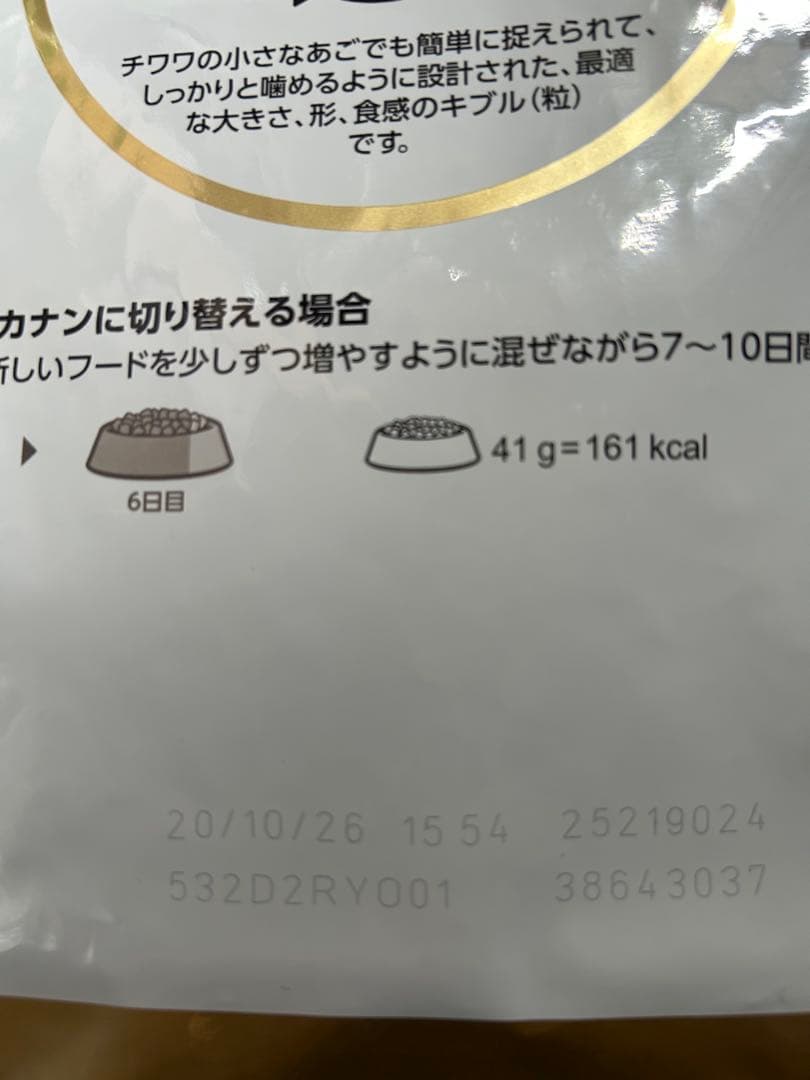 チワワの小さなあごでも簡単に捉えられて、
しっかりと噛めるように設計された、最適
な大きさ、形、食感のキブル（粒）
です。
カナンに切り替える場合
新しいフードを少しずつ増やすように混ぜながら7～10日間
6日目
41 g=161 kcal
20/10/26 15 54 25219024
532D2RYO01 38643037